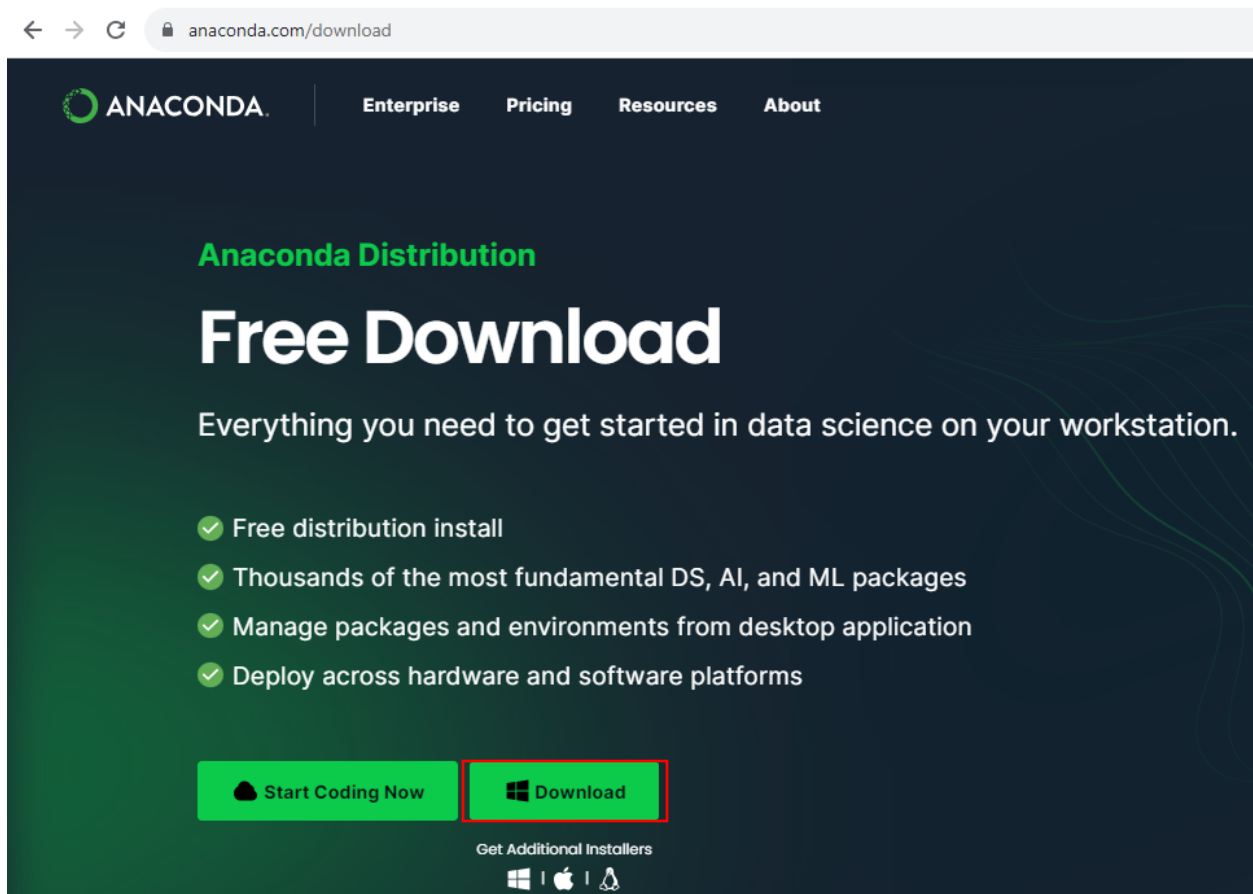 anaconda.com/download
ANACONDA.
Enterprise Pricing Resources About
Anaconda Distribution
Free Download
Everything you need to get started in data science on your workstation.
Free distribution install
Thousands of the most fundamental DS, AI, and ML packages
Manage packages and environments from desktop application
Deploy across hardware and software platforms
Start Coding Now Download
Get Additional Installers